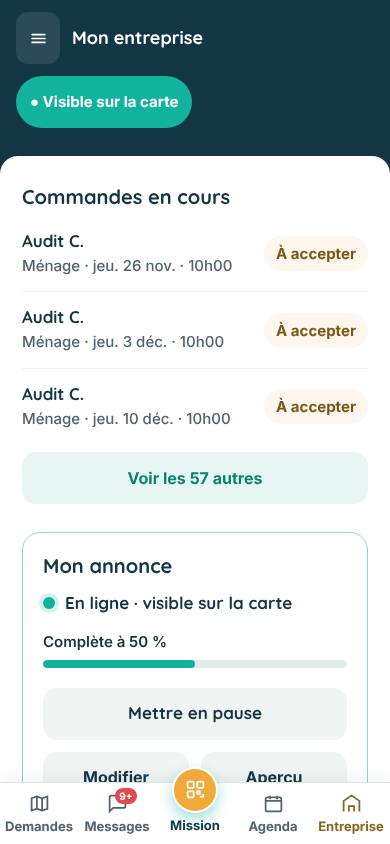 Mon entreprise
● Visible sur la carte
Commandes en cours
Audit C.
Ménage · jeu. 26 nov. · 10h00
À accepter
Audit C.
Ménage · jeu. 3 déc. · 10h00
À accepter
Audit C.
Ménage · jeu. 10 déc. · 10h00
À accepter
Voir les 57 autres
Mon annonce
En ligne · visible sur la carte
Complète à 50 %
Mettre en pause
Modifier
Aperçu
9+
Demandes
Messages
Mission
Agenda
Entreprise